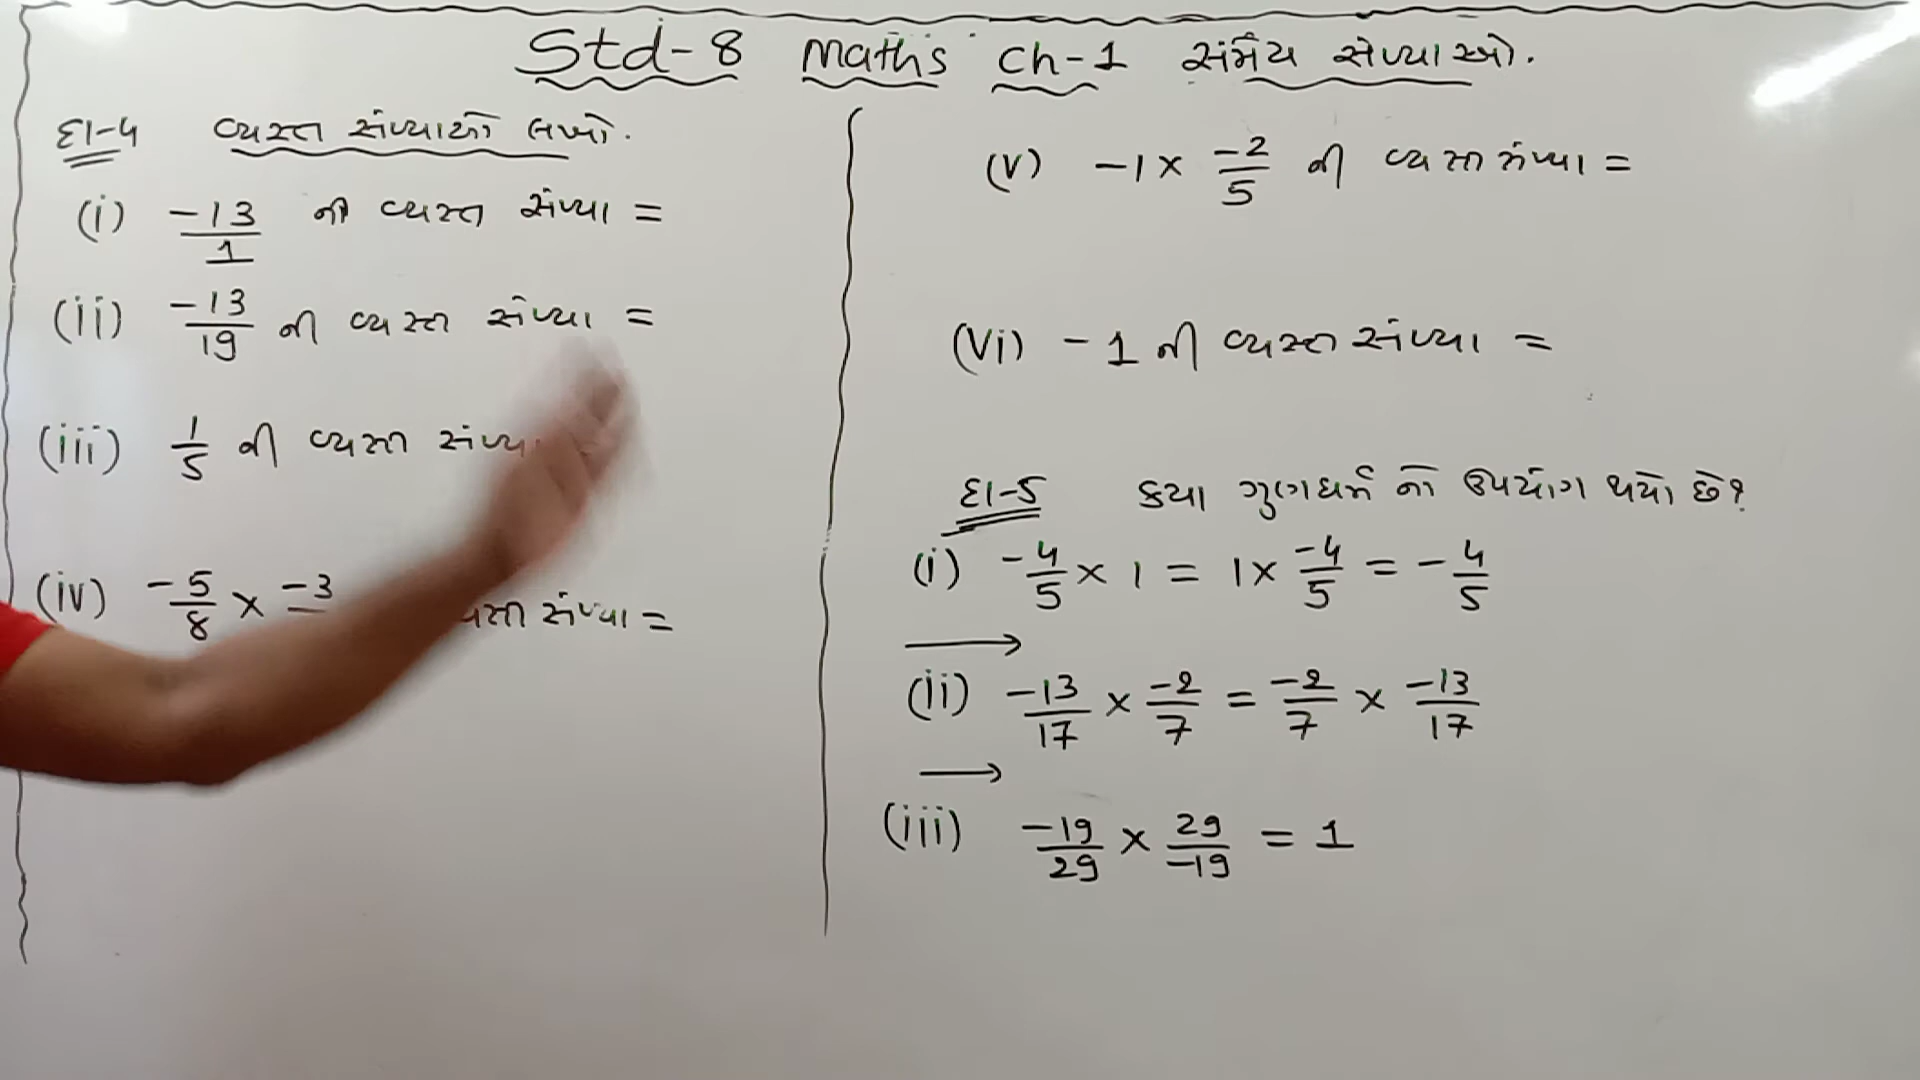 Std-8 Maths Ch-1 સંમેય સંખ્યાઓ.
દા-4 વ્યસ્ત સંખ્યાઓ લખો.
(i) -13/1 ની વ્યસ્ત સંખ્યા =
(ii) -13/19 ની વ્યસ્ત સંખ્યા =
(iii) 1/5 ની વ્યસ્ત
(iv) -5/8 × -3 સંખ્યા =
(v) -1 × -2/5 ની વ્યસ્ત સંખ્યા =
(vi) -1 ની વ્યસ્ત સંખ્યા =
દા-5 કયા ગુણધર્મ નો ઉપયોગ થયો છે?
(i) -4/5 × 1 = 1 × -4/5 = -4/5
→
(ii) -13/17 × -2/7 = -2/7 × -13/17
→
(iii) -19/29 × 29/-19 = 1